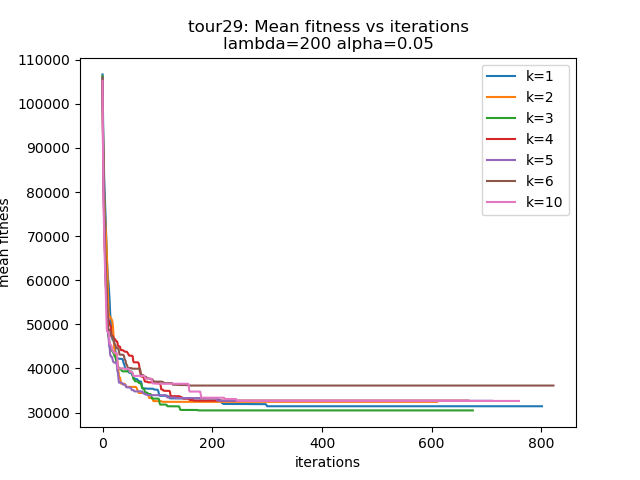 tour29: Mean fitness vs iterations
lambda=200 alpha=0.05
110000
100000
90000
80000
70000
60000
50000
40000
30000
mean fitness
k=1
k=2
k=3
k=4
k=5
k=6
k=10
0
200
400
600
800
iterations